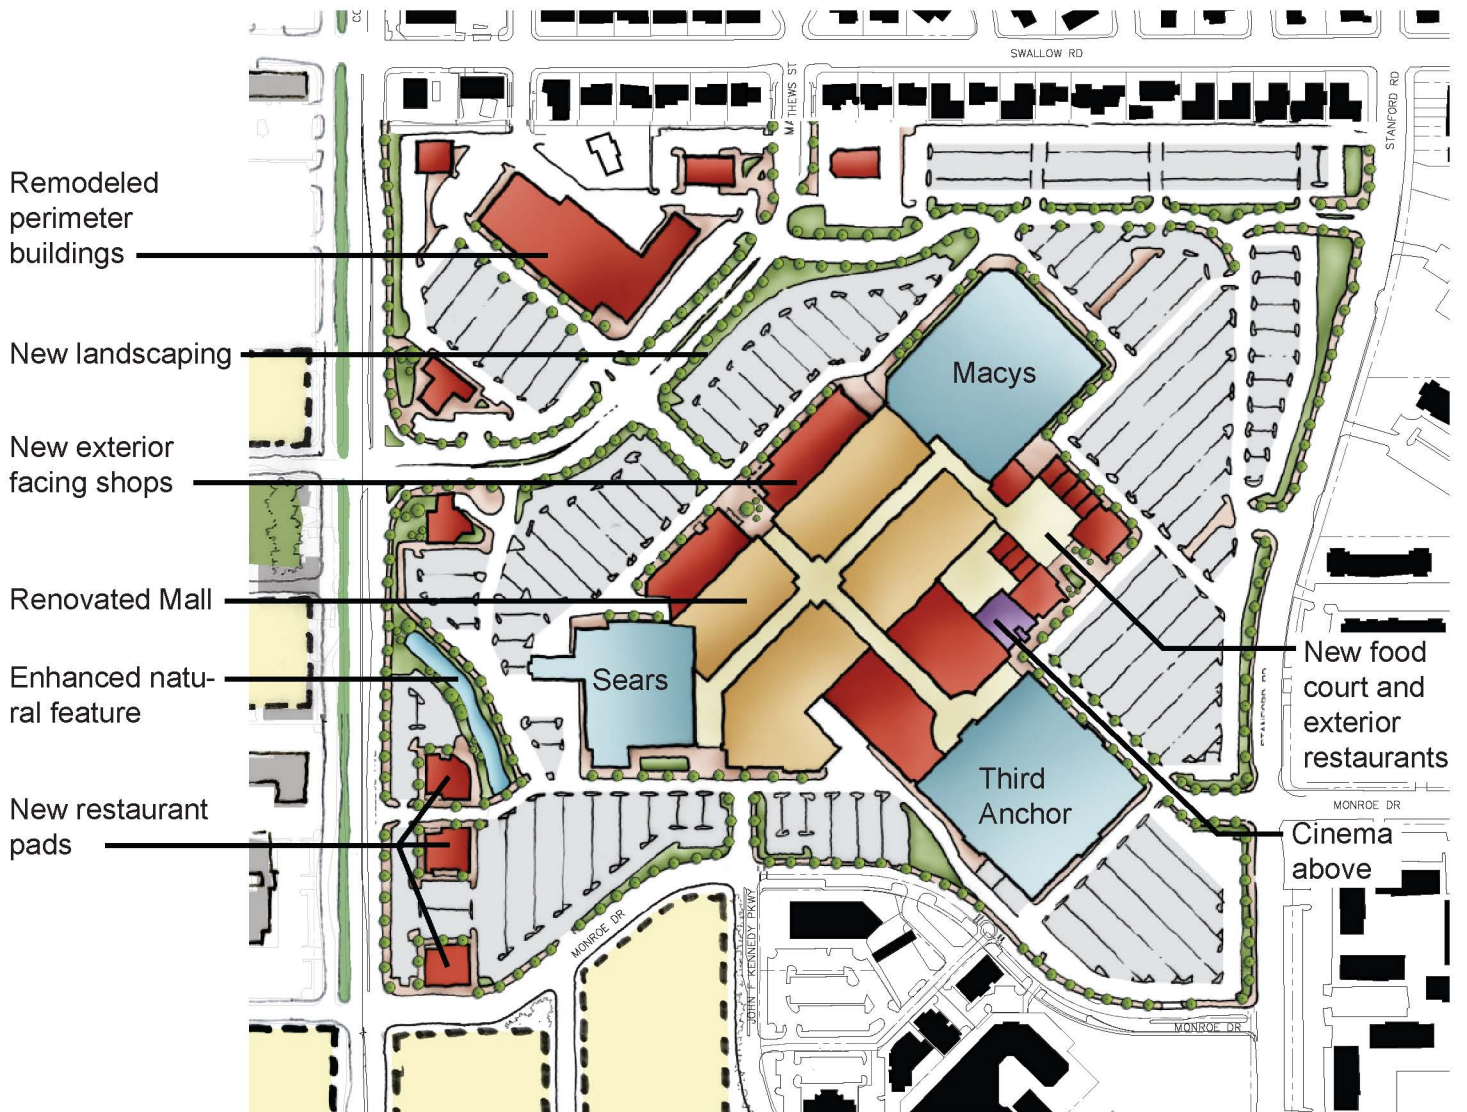 CO
SWALLOW RD
STANFORD RD
Remodeled
perimeter
buildings
New landscaping
Macys
New exterior
facing shops
Renovated Mall
Enhanced natu-
ral feature
Sears
New food
court and
exterior
restaurants
Third
Anchor
MONROE DR
New restaurant
pads
Cinema
above
MONROE DR
JOHN F KENNEDY PKWY
MONROE DR